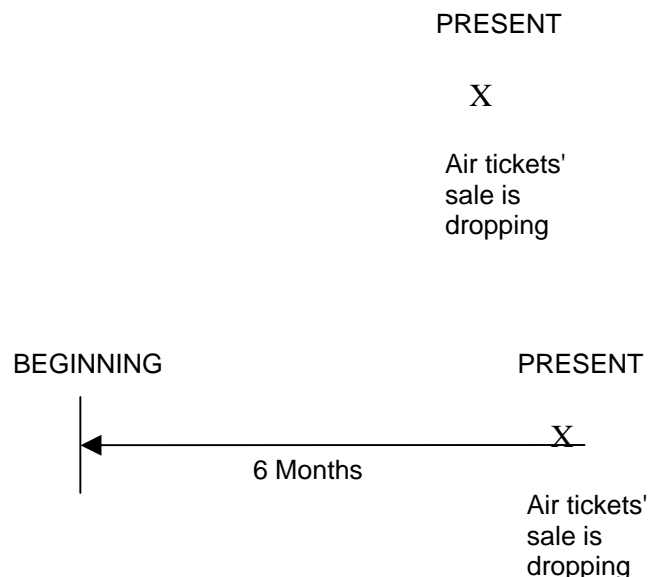 PRESENT
X
Air tickets'
sale is
dropping
BEGINNING PRESENT
X
6 Months
Air tickets'
sale is
dropping